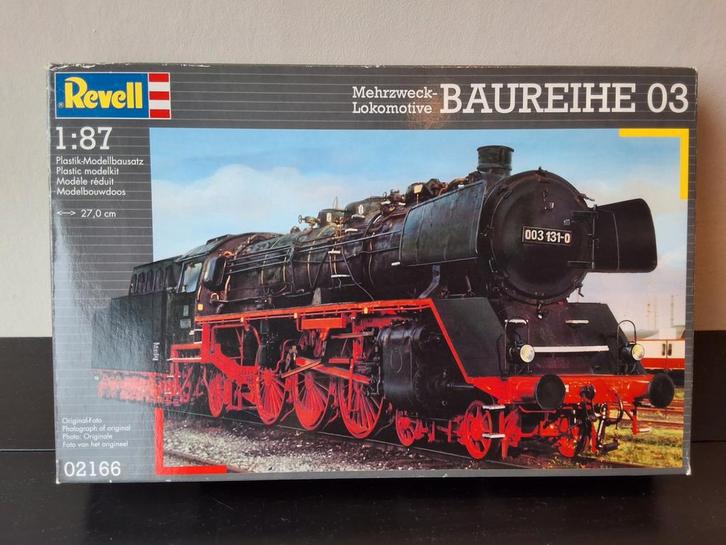 Revell
Mehrzweck-
Lokomotive
BAUREIHE 03
1:87
Plastik-Modellbausatz
Plastic modelkit
Modèle réduit
Modelbouwdoos
27,0 cm
003 131-0
Original-Foto
Photograph of original
Photo: Originale
Foto van het origineel
02166